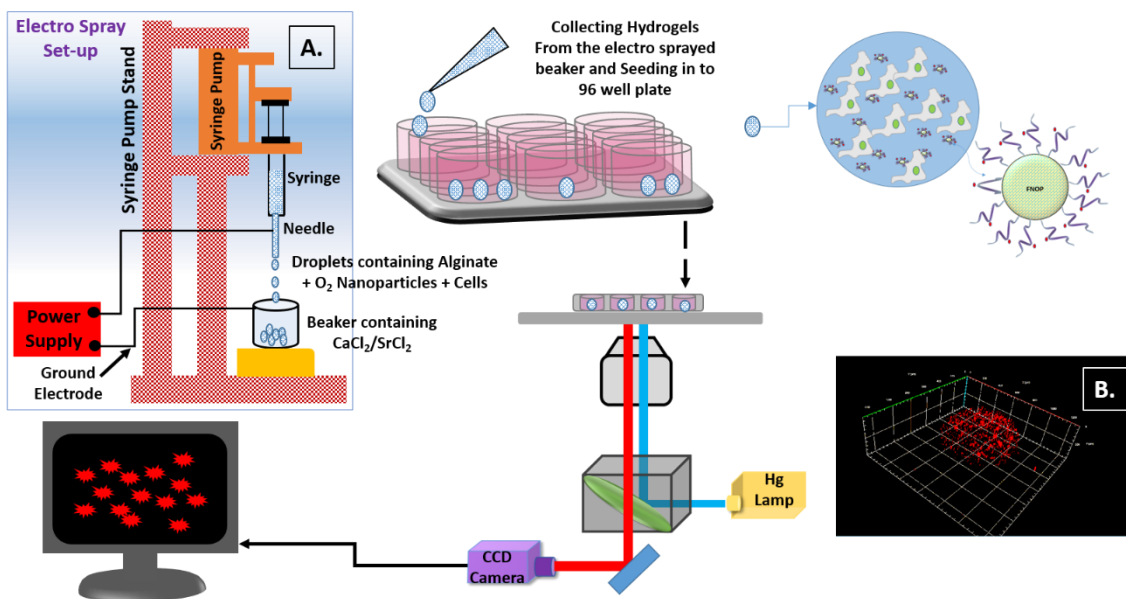 Electro Spray
Set-up
A.
Syringe Pump Stand
Syringe Pump
Syringe
Needle
Droplets containing Alginate
+ O2 Nanoparticles + Cells
Beaker containing
CaCl2/SrCl2
Power
Supply
Ground
Electrode
Collecting Hydrogels
From the electro sprayed
beaker and Seeding in to
96 well plate
FNOP
Hg
Lamp
CCD
Camera
B.